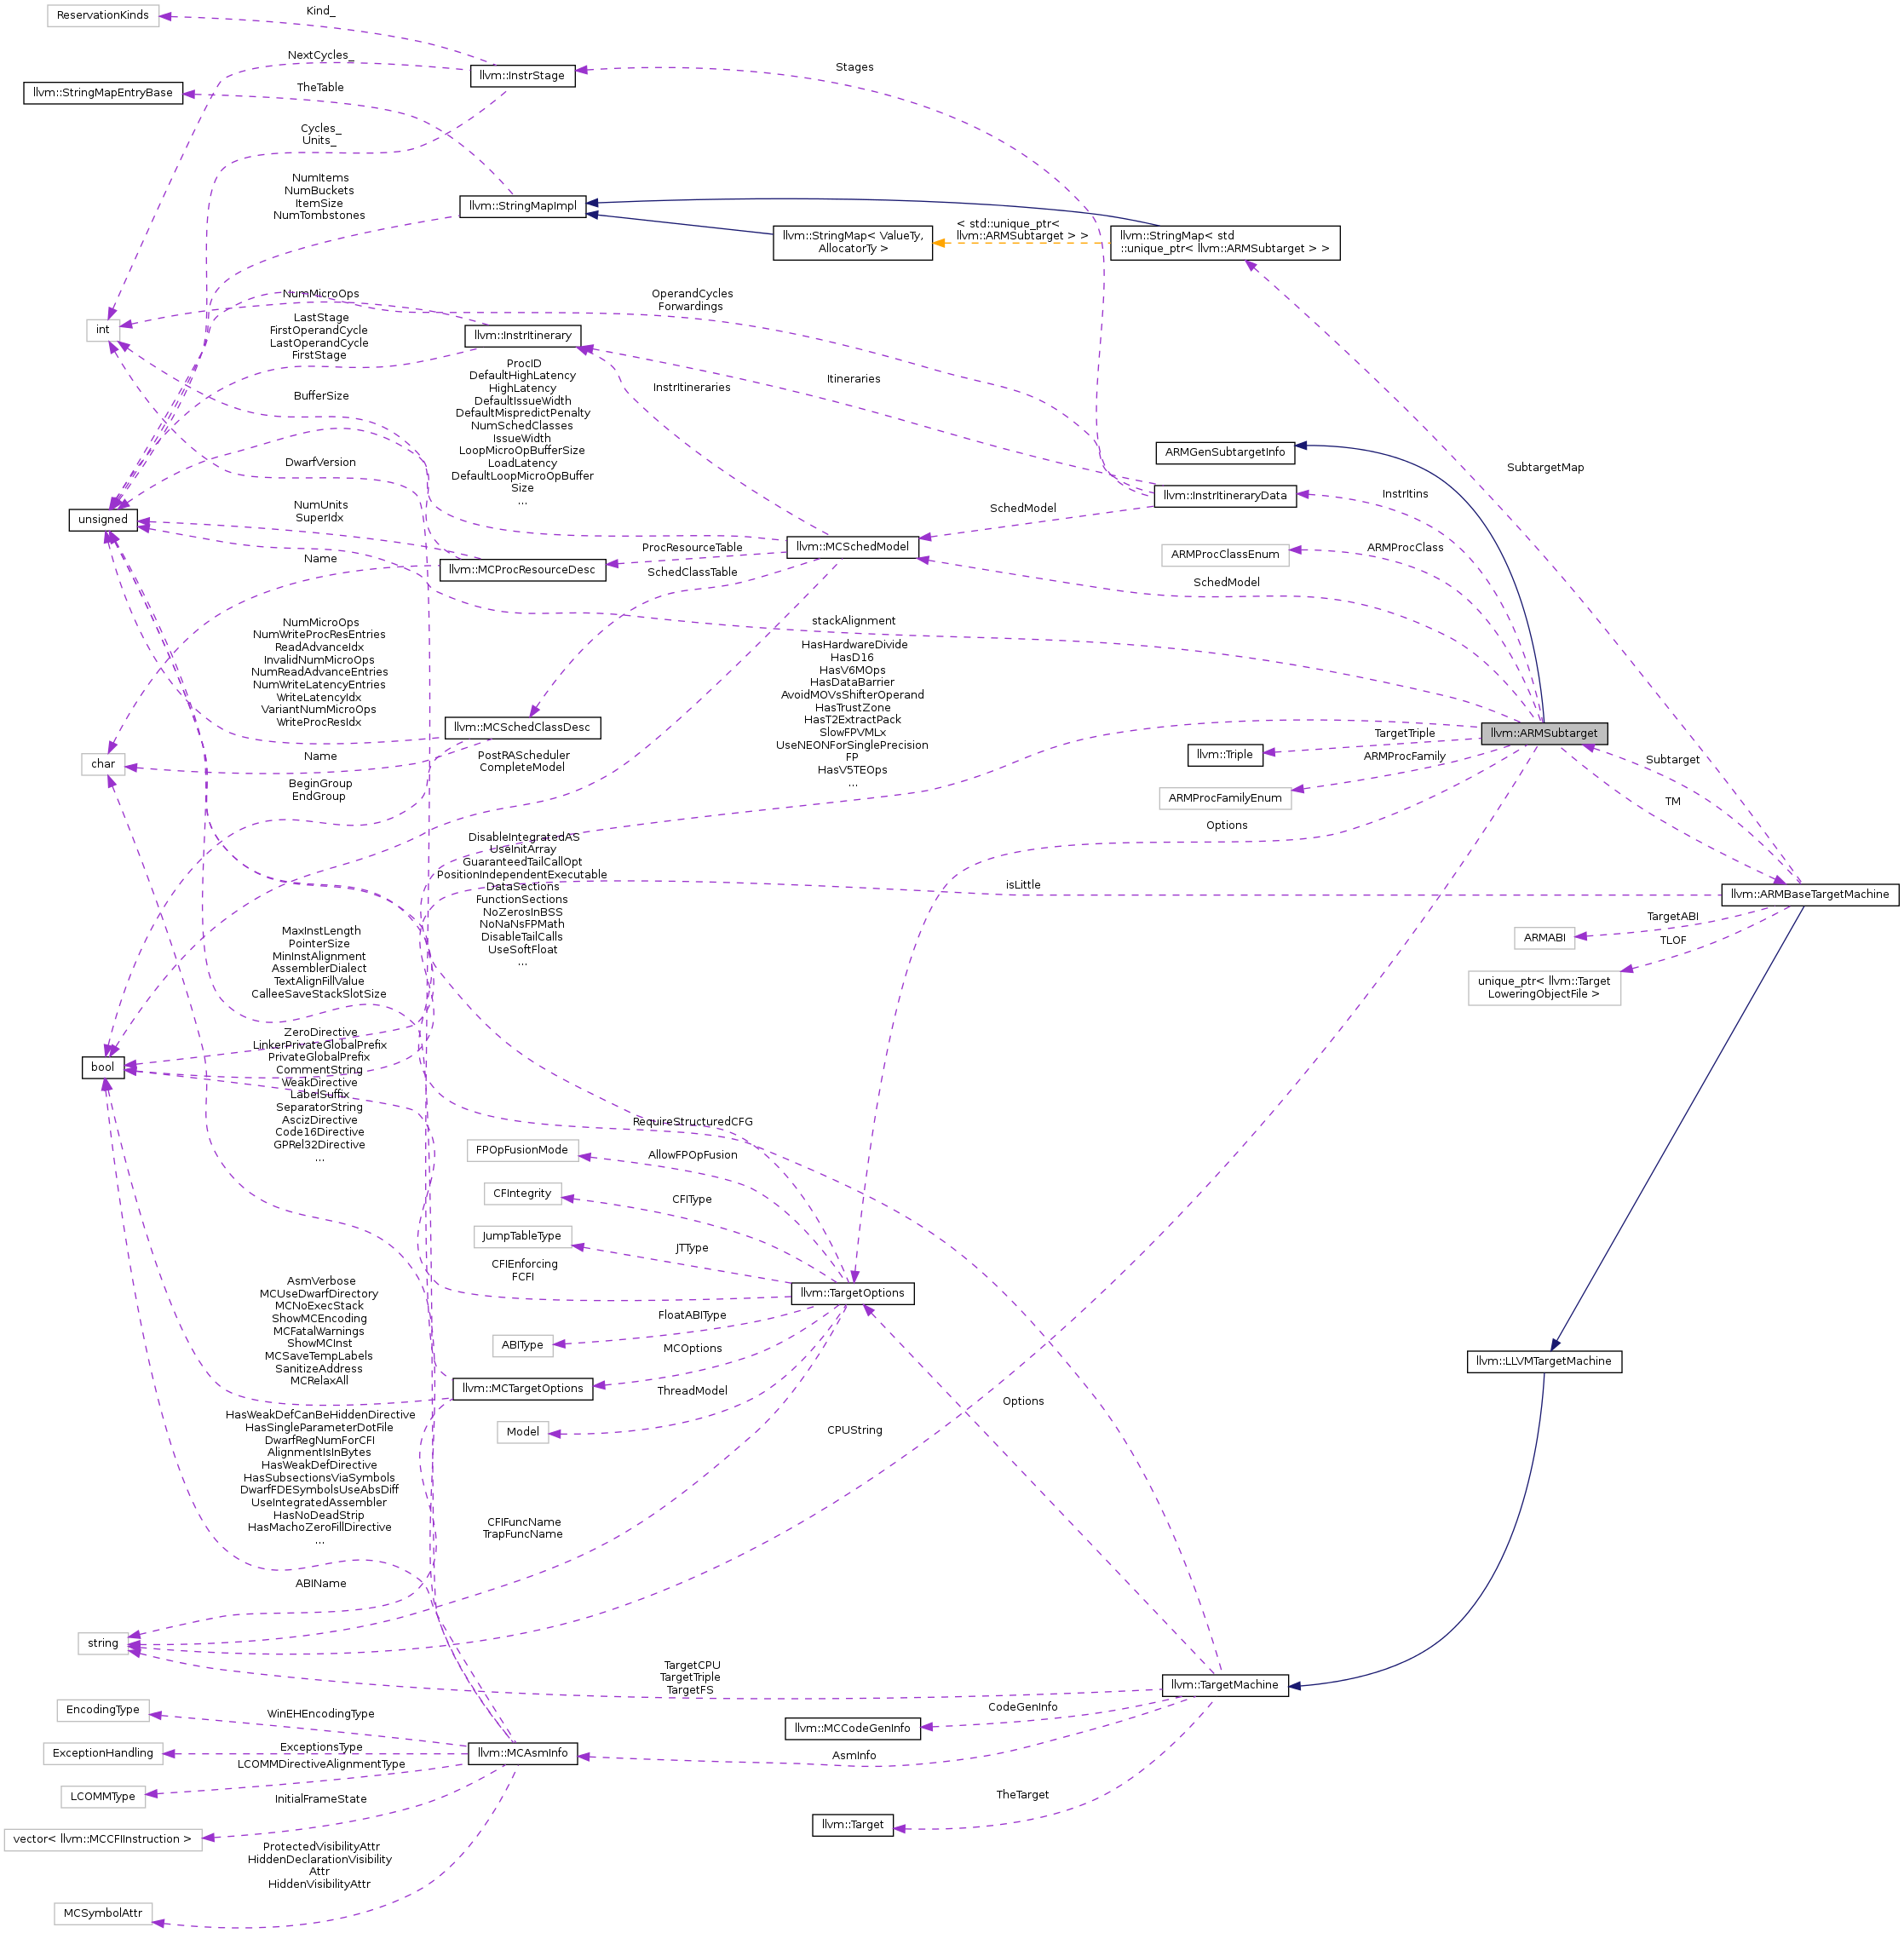 ReservationKinds
Kind_
NextCycles_
llvm::InstrStage
Stages
llvm::StringMapEntryBase
TheTable
Cycles_
Units_
NumItems
NumBuckets
ItemSize
NumTombstones
llvm::StringMapImpl
llvm::StringMap< ValueTy,
AllocatorTy >
< std::unique_ptr<
llvm::ARMSubtarget > >
llvm::StringMap< std
::unique_ptr< llvm::ARMSubtarget > >
int
NumMicroOps
LastStage
FirstOperandCycle
LastOperandCycle
FirstStage
llvm::InstrItinerary
OperandCycles
Forwardings
BufferSize
ProcID
DefaultHighLatency
HighLatency
DefaultIssueWidth
DefaultMispredictPenalty
NumSchedClasses
IssueWidth
LoopMicroOpBufferSize
LoadLatency
DefaultLoopMicroOpBuffer
Size
...
InstrItineraries
Itineraries
ARMGenSubtargetInfo
SubtargetMap
DwarfVersion
llvm::InstrItineraryData
InstrItins
unsigned
NumUnits
SuperIdx
SchedModel
llvm::MCSchedModel
ProcResourceTable
ARMProcClassEnum
ARMProcClass
Name
llvm::MCProcResourceDesc
SchedClassTable
SchedModel
stackAlignment
NumMicroOps
NumWriteProcResEntries
ReadAdvanceIdx
InvalidNumMicroOps
NumReadAdvanceEntries
NumWriteLatencyEntries
WriteLatencyIdx
VariantNumMicroOps
WriteProcResIdx
HasHardwareDivide
HasD16
HasV6MOps
HasDataBarrier
AvoidMOVsShifterOperand
HasTrustZone
HasT2ExtractPack
SlowFPVMLx
UseNEONForSinglePrecision
FP
HasV5TEOps
...
llvm::MCSchedClassDesc
llvm::ARMSubtarget
char
Name
PostRAScheduler
CompleteModel
llvm::Triple
TargetTriple
ARMProcFamily
Subtarget
BeginGroup
EndGroup
ARMProcFamilyEnum
TM
Options
DisableIntegratedAS
UseInitArray
GuaranteedTailCallOpt
PositionIndependentExecutable
DataSections
FunctionSections
NoZerosInBSS
NoNaNsFPMath
DisableTailCalls
UseSoftFloat
...
isLittle
llvm::ARMBaseTargetMachine
TargetABI
ARMABI
TLOF
unique_ptr< llvm::Target
LoweringObjectFile >
MaxInstLength
PointerSize
MinInstAlignment
AssemblerDialect
TextAlignFillValue
CalleeSaveStackSlotSize
bool
ZeroDirective
LinkerPrivateGlobalPrefix
PrivateGlobalPrefix
CommentString
WeakDirective
LabelSuffix
SeparatorString
AscizDirective
Code16Directive
GPRel32Directive
...
RequireStructuredCFG
FPOpFusionMode
AllowFPOpFusion
CFIntegrity
CFIType
JumpTableType
JTType
CFIEnforcing
FCFI
llvm::TargetOptions
FloatABIType
ABIType
MCOptions
AsmVerbose
MCUseDwarfDirectory
MCNoExecStack
ShowMCEncoding
MCFatalWarnings
ShowMCInst
MCSaveTempLabels
SanitizeAddress
MCRelaxAll
llvm::MCTargetOptions
ThreadModel
Model
llvm::LLVMTargetMachine
Options
CPUString
HasWeakDefCanBeHiddenDirective
HasSingleParameterDotFile
DwarfRegNumForCFI
AlignmentIsInBytes
HasWeakDefDirective
HasSubsectionsViaSymbols
DwarfFDESymbolsUseAbsDiff
UseIntegratedAssembler
HasNoDeadStrip
HasMachoZeroFillDirective
...
CFIFuncName
TrapFuncName
ABIName
string
TargetCPU
TargetTriple
TargetFS
llvm::TargetMachine
EncodingType
WinEHEncodingType
llvm::MCCodeGenInfo
CodeGenInfo
ExceptionHandling
ExceptionsType
llvm::MCAsmInfo
AsmInfo
LCOMMDirectiveAlignmentType
LCOMMType
InitialFrameState
TheTarget
llvm::Target
vector< llvm::MCCFIInstruction >
ProtectedVisibilityAttr
HiddenDeclarationVisibility
Attr
HiddenVisibilityAttr
MCSymbolAttr